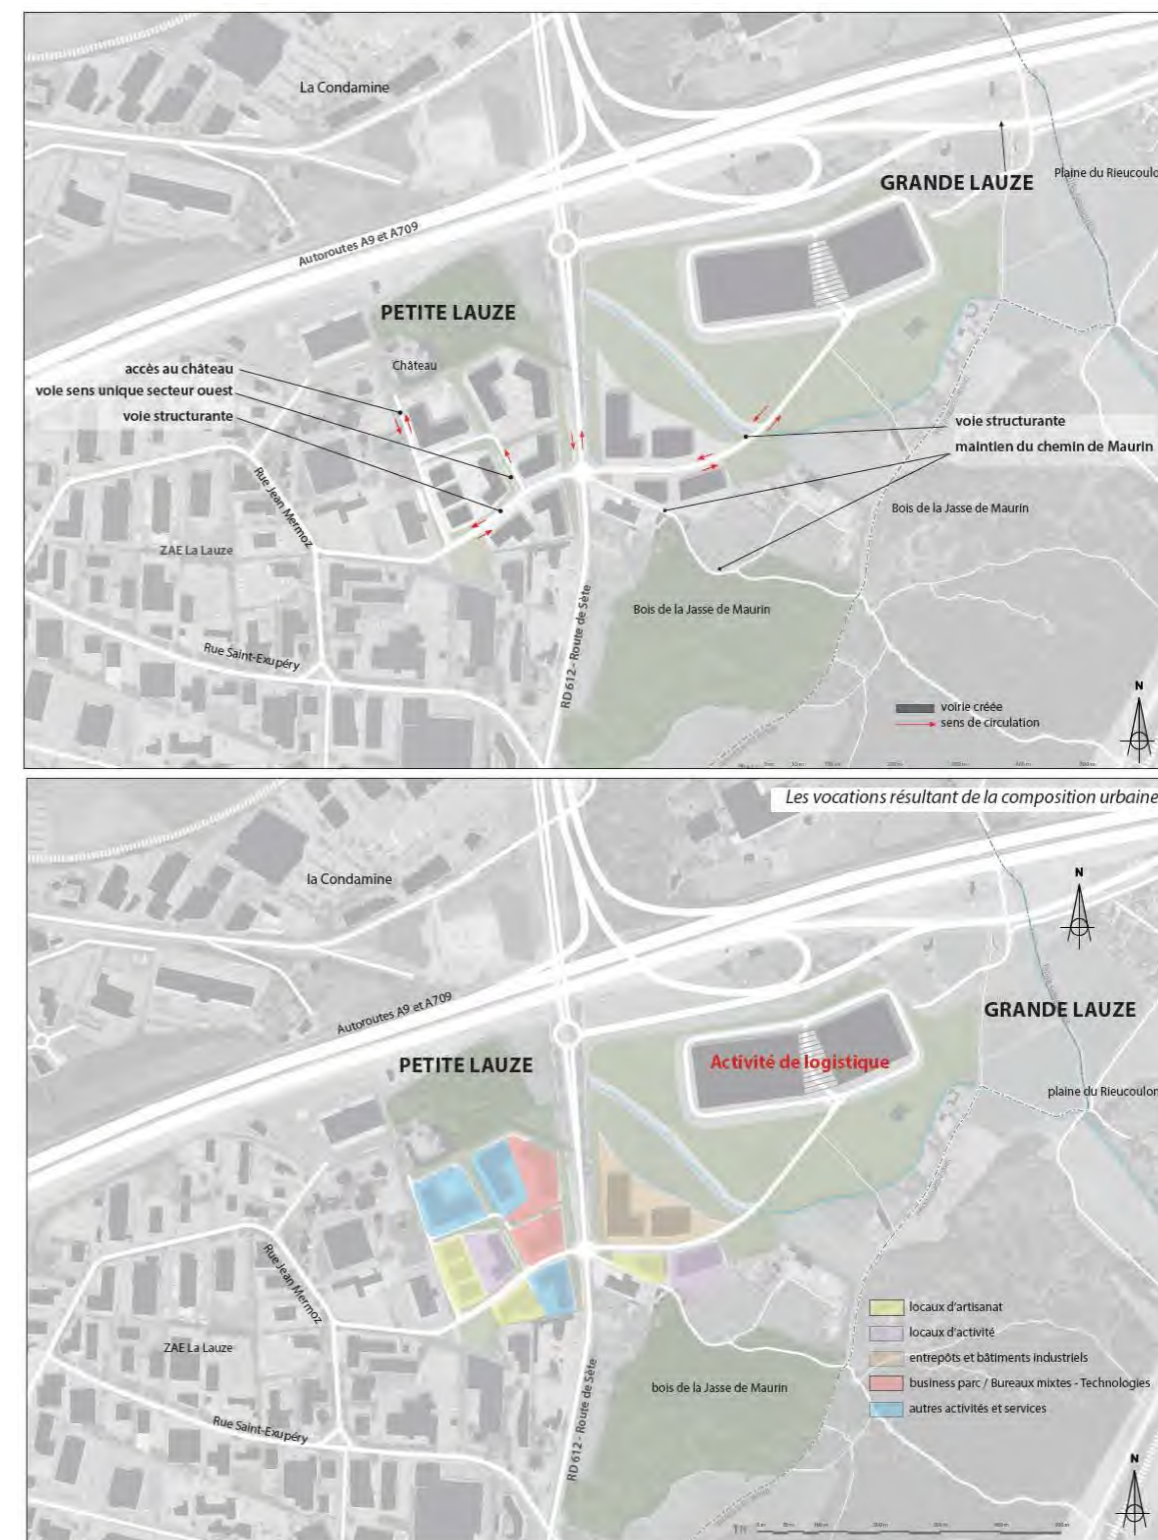 La Condamine
Plaine du Rieucoulo
GRANDE LAUZE
Autoroutes A9 et A709
PETITE LAUZE
Château
accès au château
voie sens unique secteur ouest
voie structurante
voie structurante
maintien du chemin de Maurin
Rue Jean Mermoz
Bois de la Jasse de Maurin
ZAE La Lauze
Bois de la Jasse de Maurin
RD 612 - Route de Sète
Rue Saint-Exupéry
N
voirie créée
sens de circulation
Les vocations résultant de la composition urbaine
la Condamine
N
Autoroutes A9 et A709
GRANDE LAUZE
PETITE LAUZE
Activité de logistique
plaine du Rieucoulon
Rue Jean Mermoz
locaux d'artisanat
locaux d'activité
ZAE La Lauze
entrepôts et bâtiments industriels
business parc / Bureaux mixtes - Technologies
bois de la Jasse de Maurin
autres activités et services
RD 612 - Route de Sète
Rue Saint-Exupéry
N